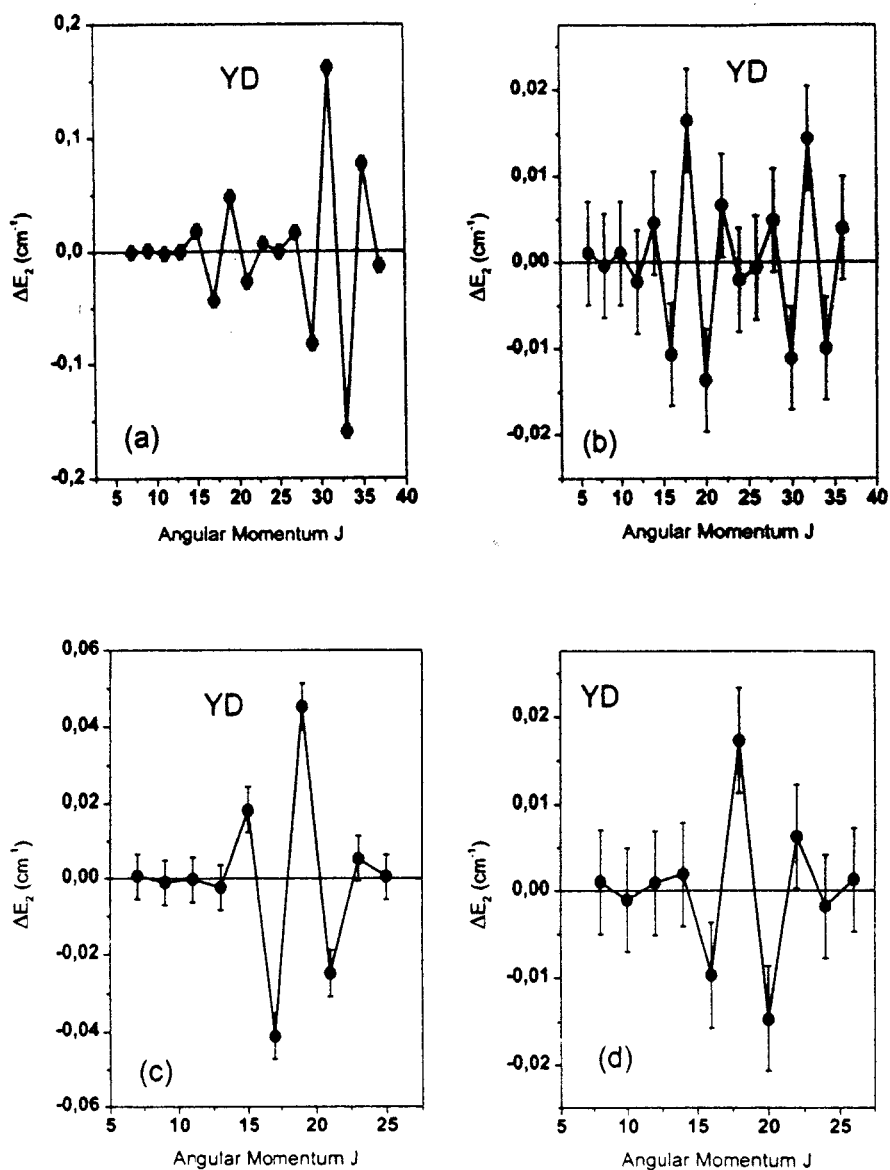 0,2
0,1
0,0
-0,1
-0,2
ΔE₂ (cm⁻¹)
YD
(a)
5 10 15 20 25 30 35 40
Angular Momentum J
0,02
0,01
0,00
-0,01
-0,02
ΔE₂ (cm⁻¹)
YD
(b)
5 10 15 20 25 30 35 40
Angular Momentum J
0,06
0,04
0,02
0,00
-0,02
-0,04
-0,06
ΔE₂ (cm⁻¹)
YD
(c)
5 10 15 20 25
Angular Momentum J
YD
0,02
0,01
0,00
-0,01
-0,02
ΔE₂ (cm⁻¹)
(d)
5 10 15 20 25
Angular Momentum J